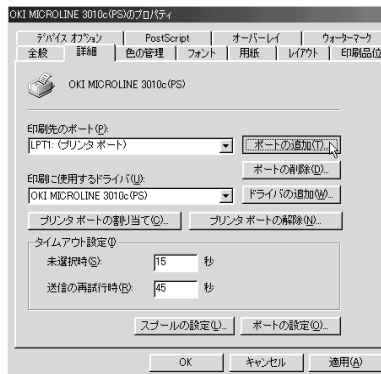 OKI MICROLINE 3010c(PS)のプロパティ
デバイス オプション PostScript オーバーレイ ウォーターマーク
全般 詳細 色の管理 フォント 用紙 レイアウト 印刷品位
OKI MICROLINE 3010c(PS)
印刷先のポート(P):
LPT1: (プリンタ ポート) ポートの追加(T)...
ポートの削除(D)...
印刷に使用するドライバ(U):
OKI MICROLINE 3010c(PS) ドライバの追加(W)...
プリンタ ポートの割り当て(C)... プリンタ ポートの解除(N)...
タイムアウト設定
未選択時(S): 15 秒
送信の再試行時(R): 45 秒
スプールの設定(L)... ポートの設定(O)...
OK キャンセル 適用(A)